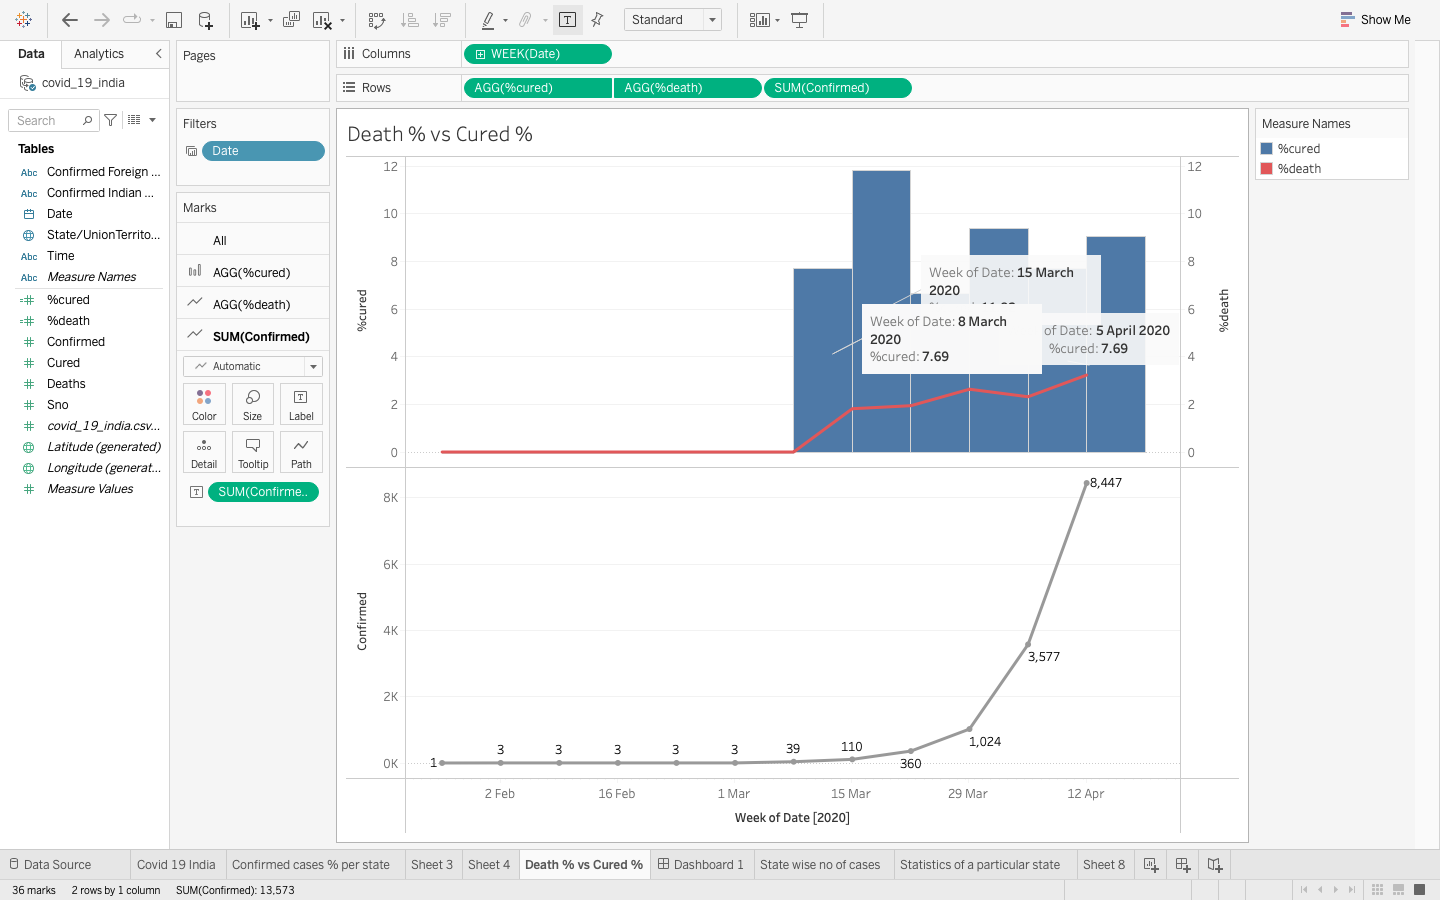 Standard
Show Me
Data
Analytics
Pages
Columns
WEEK(Date)
covid_19_india
Rows
AGG(%cured)
AGG(%death)
SUM(Confirmed)
Search
Filters
Date
Tables
Abc Confirmed Foreign ...
Abc Confirmed Indian ...
Date
State/UnionTerrito...
Abc Time
Abc Measure Names
%cured
%death
Confirmed
Cured
Deaths
Sno
covid_19_india.csv...
Latitude (generated)
Longitude (generat...
Measure Values
Marks
All
AGG(%cured)
AGG(%death)
SUM(Confirmed)
Automatic
Color
Size
Label
Detail
Tooltip
Path
SUM(Confirme..
Death % vs Cured %
12
10
8
6
4
2
0
%cured
12
10
8
6
4
2
0
%death
Week of Date: 15 March
2020
Week of Date: 8 March
2020
%cured: 7.69
of Date: 5 April 2020
%cured: 7.69
8K
6K
4K
2K
0K
Confirmed
1
3
3
3
3
3
39
110
360
1,024
3,577
8,447
2 Feb
16 Feb
1 Mar
15 Mar
29 Mar
12 Apr
Week of Date [2020]
Measure Names
%cured
%death
Data Source
Covid 19 India
Confirmed cases % per state
Sheet 3
Sheet 4
Death % vs Cured %
Dashboard 1
State wise no of cases
Statistics of a particular state
Sheet 8
36 marks
2 rows by 1 column
SUM(Confirmed): 13,573